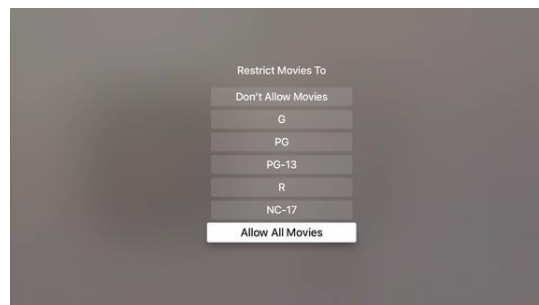 Restrict Movies To
Don't Allow Movies
G
PG
PG-13
R
NC-17
Allow All Movies